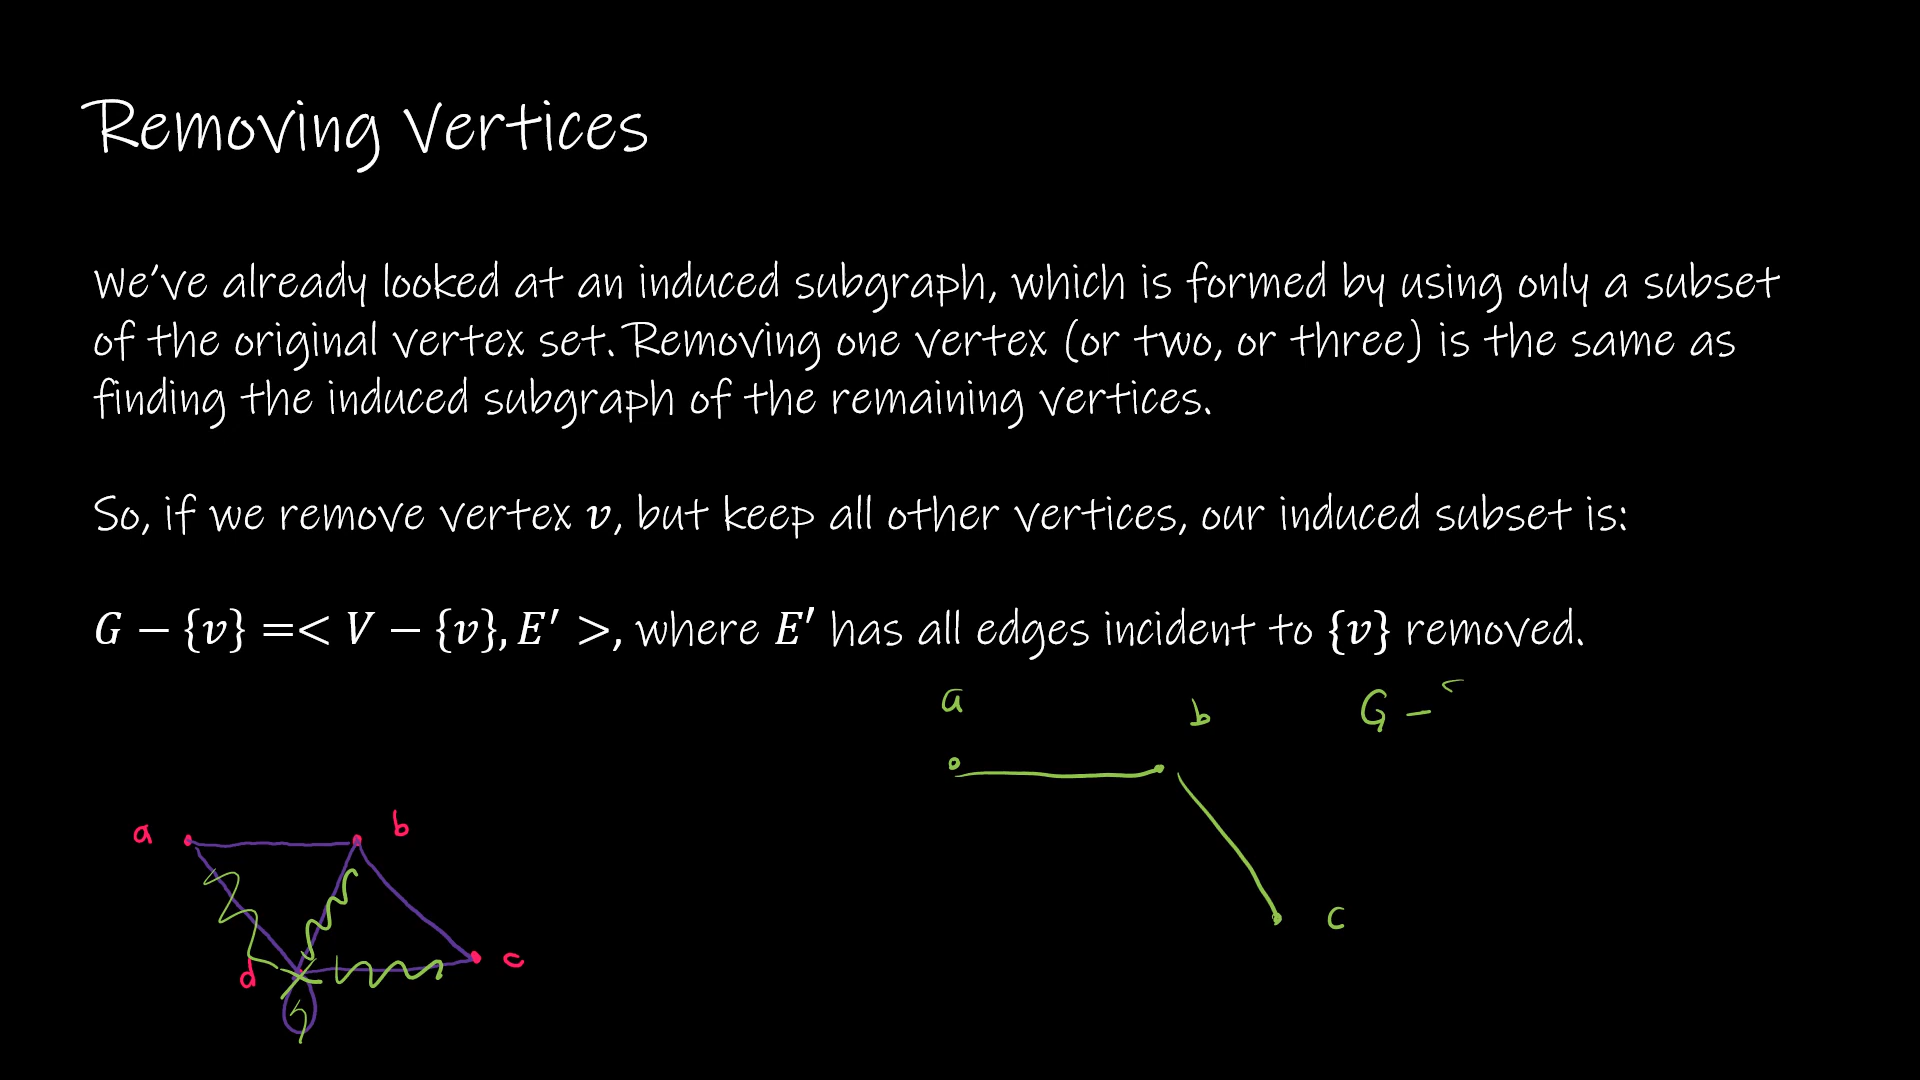 Removing Vertices
We've already looked at an induced subgraph, which is formed by using only a subset
of the original vertex set. Removing one vertex (or two, or three) is the same as
finding the induced subgraph of the remaining vertices.
So, if we remove vertex v, but keep all other vertices, our induced subset is:
G − {v} =< V − {v}, E′ >, where E′ has all edges incident to {v} removed.
a
b
G −
a
b
c
d
c